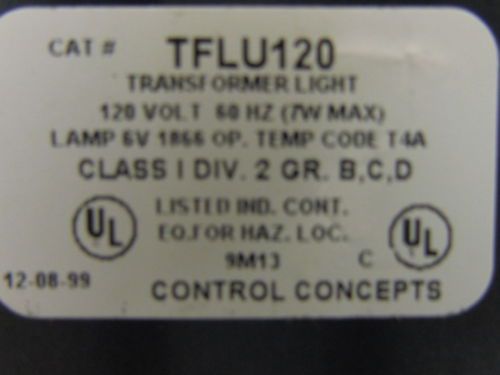 CAT # TFLU120
TRANSFORMER LIGHT
120 VOLT 60 HZ (7W MAX)
LAMP 6V 1866 OP. TEMP CODE T4A
CLASS I DIV. 2 GR. B,C,D
UL LISTED IND. CONT. UL
EQ.FOR HAZ. LOC.
9M13 C
12-08-99
CONTROL CONCEPTS